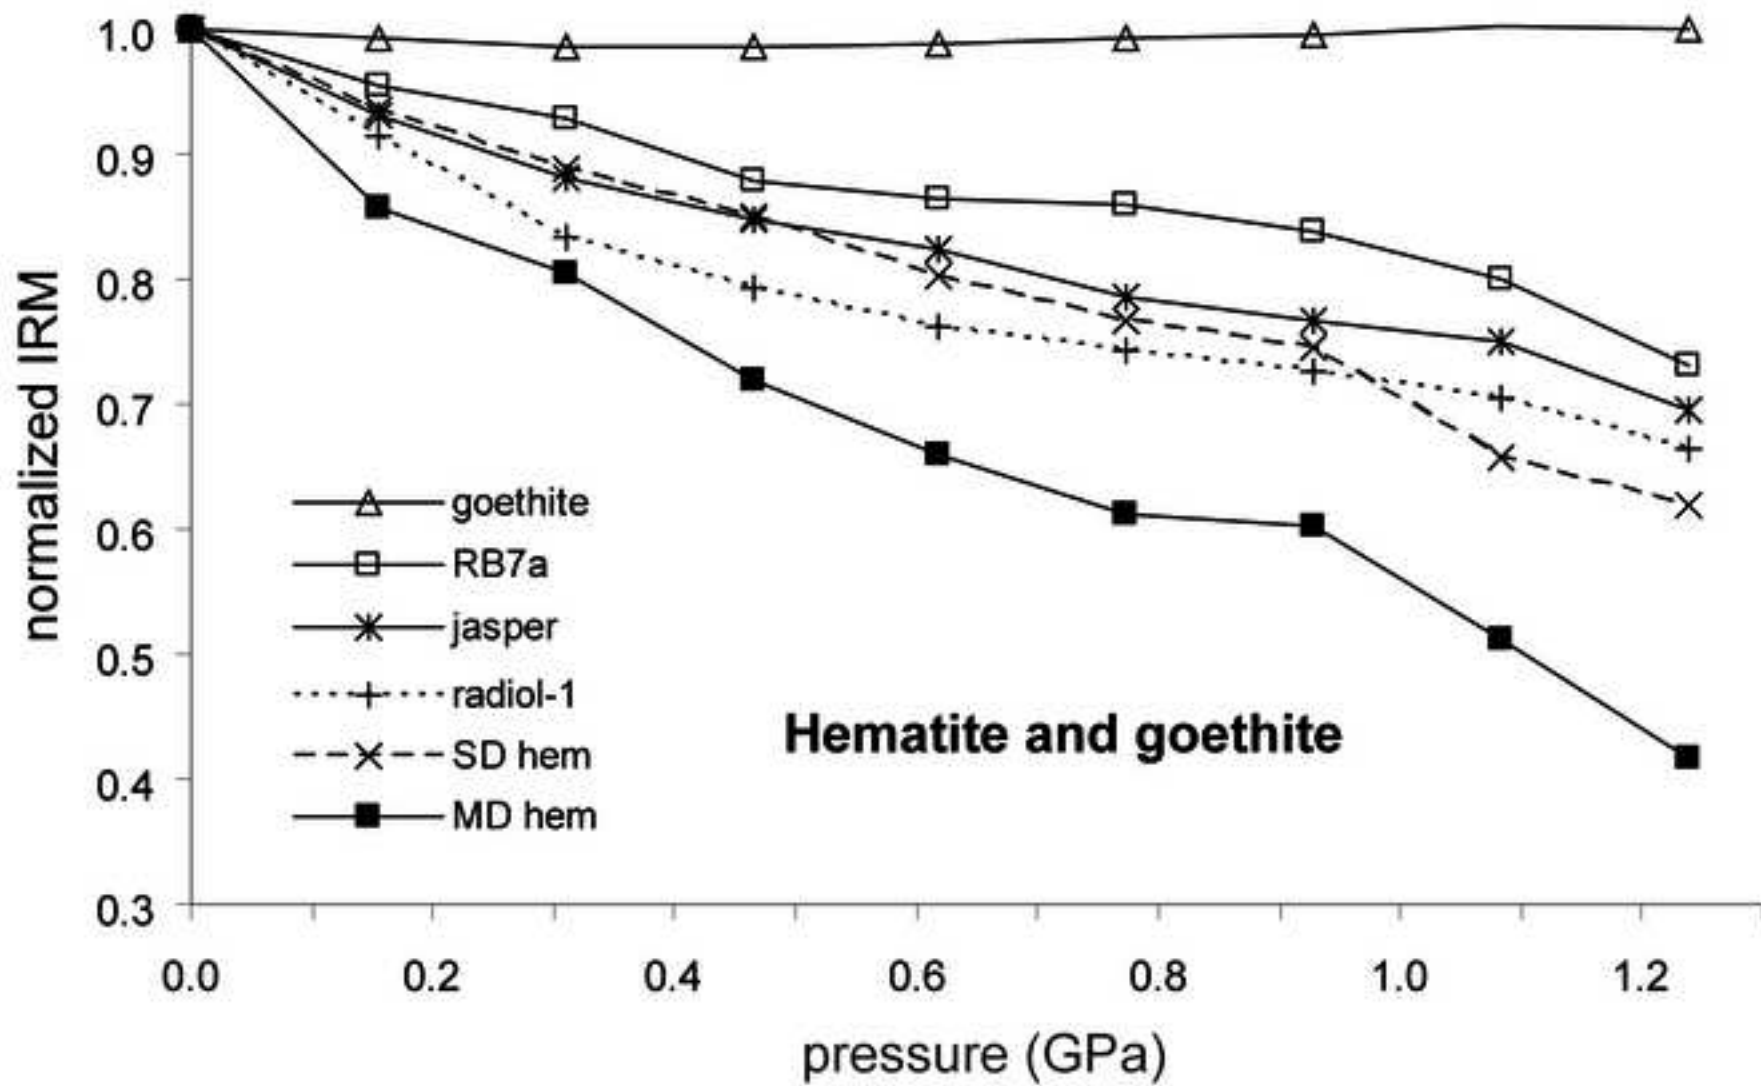 normalized IRM
1.0
0.9
0.8
0.7
0.6
0.5
0.4
0.3
goethite
RB7a
jasper
radiol-1
SD hem
MD hem
Hematite and goethite
0.0 0.2 0.4 0.6 0.8 1.0 1.2
pressure (GPa)